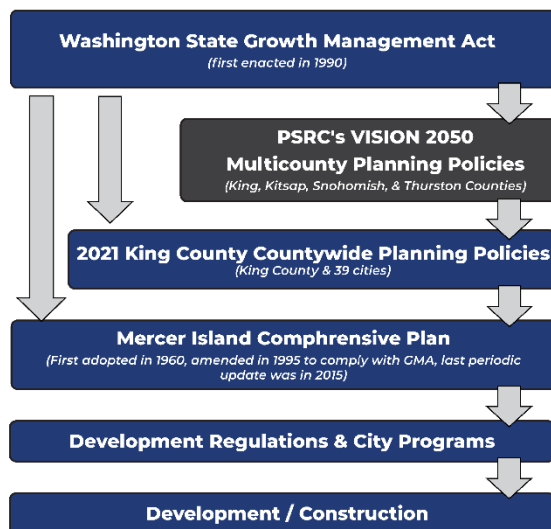 Washington State Growth Management Act
(first enacted in 1990)
PSRC's VISION 2050
Multicounty Planning Policies
(King, Kitsap, Snohomish, & Thurston Counties)
2021 King County Countywide Planning Policies
(King County & 39 cities)
Mercer Island Comphrensive Plan
(First adopted in 1960, amended in 1995 to comply with GMA, last periodic
update was in 2015)
Development Regulations & City Programs
Development / Construction